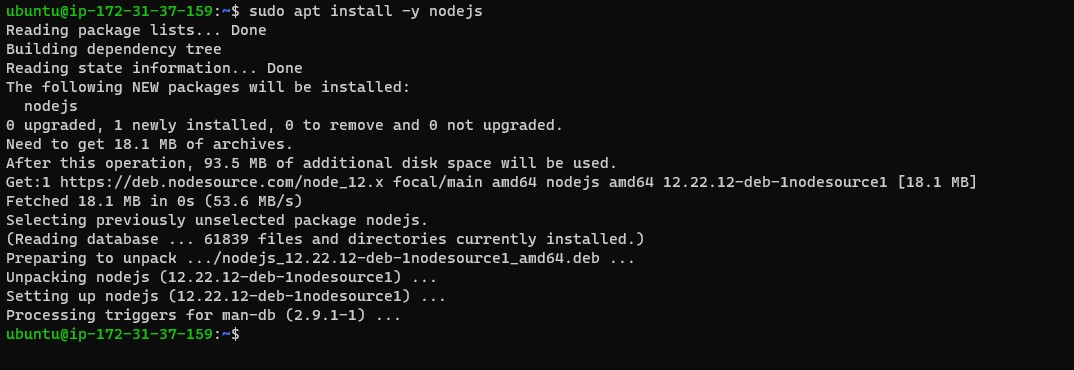 ubuntu@ip-172-31-37-159:~$ sudo apt install -y nodejs
Reading package lists... Done
Building dependency tree
Reading state information... Done
The following NEW packages will be installed:
  nodejs
0 upgraded, 1 newly installed, 0 to remove and 0 not upgraded.
Need to get 18.1 MB of archives.
After this operation, 93.5 MB of additional disk space will be used.
Get:1 https://deb.nodesource.com/node_12.x focal/main amd64 nodejs amd64 12.22.12-deb-1nodesource1 [18.1 MB]
Fetched 18.1 MB in 0s (53.6 MB/s)
Selecting previously unselected package nodejs.
(Reading database ... 61839 files and directories currently installed.)
Preparing to unpack .../nodejs_12.22.12-deb-1nodesource1_amd64.deb ...
Unpacking nodejs (12.22.12-deb-1nodesource1) ...
Setting up nodejs (12.22.12-deb-1nodesource1) ...
Processing triggers for man-db (2.9.1-1) ...
ubuntu@ip-172-31-37-159:~$